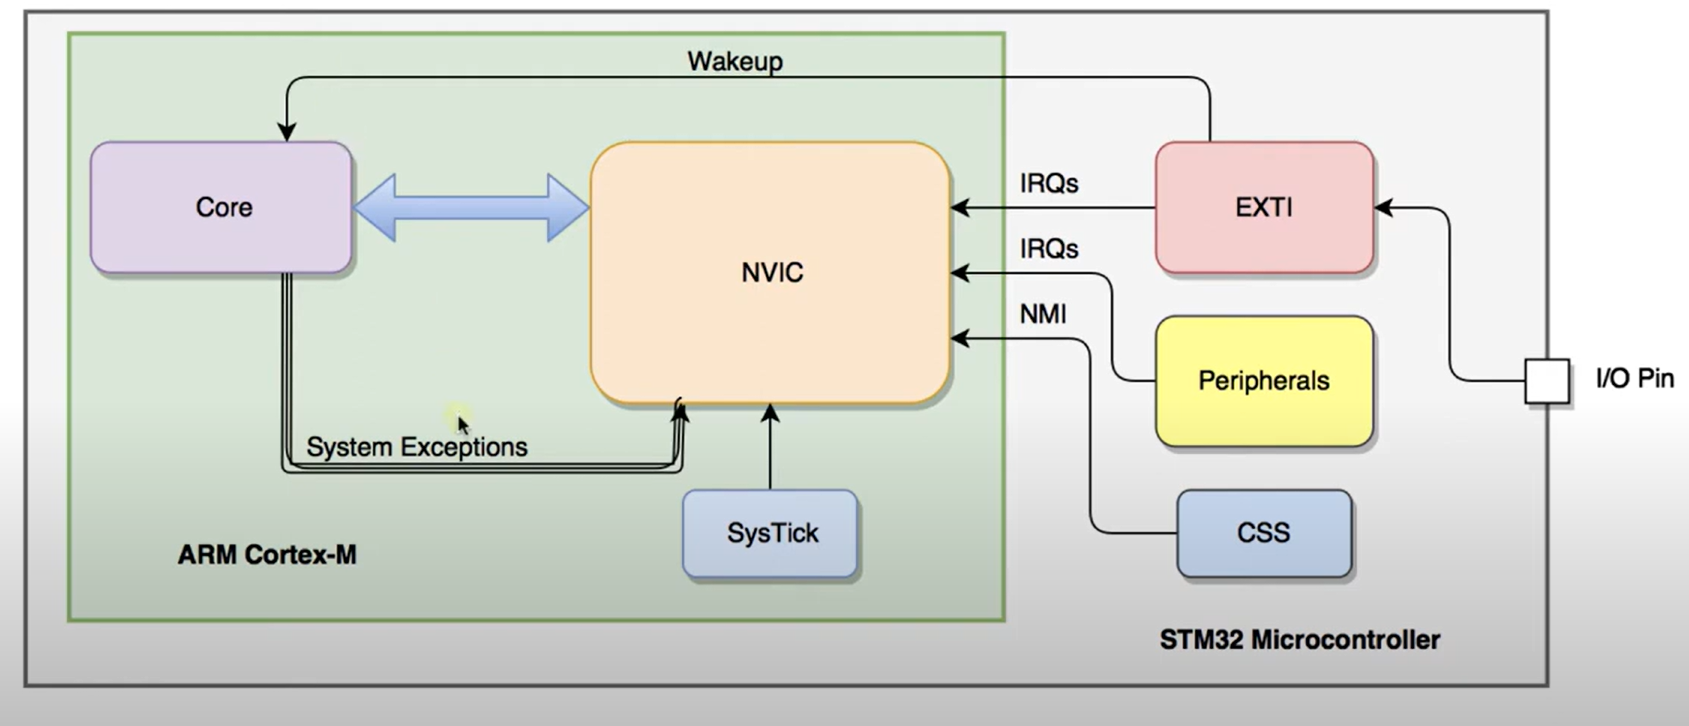 Wakeup
Core
NVIC
IRQs
EXTI
IRQs
NMI
Peripherals
I/O Pin
System Exceptions
SysTick
CSS
ARM Cortex-M
STM32 Microcontroller